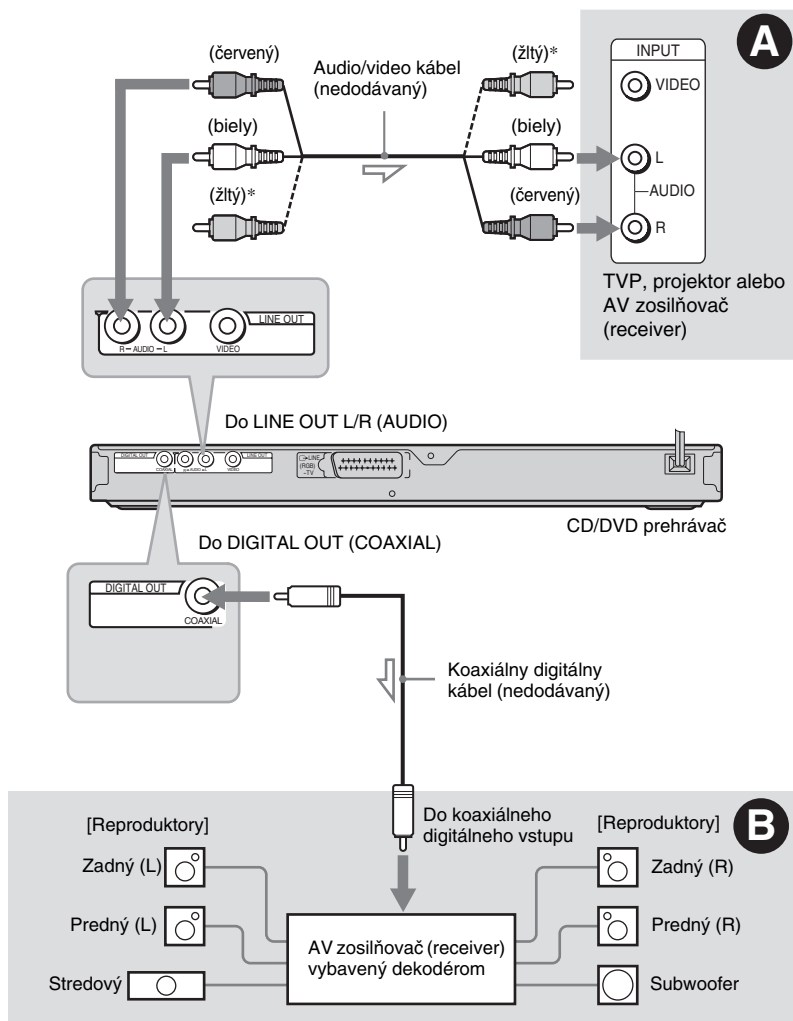 A
(červený)
Audio/video kábel
(nedodávaný)
(žltý)*
INPUT
VIDEO
(biely)
(biely)
L
AUDIO
(žltý)*
(červený)
R
TVP, projektor alebo
AV zosilňovač
(receiver)
LINE OUT
R – AUDIO – L
VIDEO
Do LINE OUT L/R (AUDIO)
DIGITAL OUT
COAXIAL
R – AUDIO – L
VIDEO
LINE OUT
LINE
(RGB)
-TV
CD/DVD prehrávač
Do DIGITAL OUT (COAXIAL)
DIGITAL OUT
COAXIAL
Koaxiálny digitálny
kábel (nedodávaný)
B
[Reproduktory]
Do koaxiálneho
digitálneho vstupu
[Reproduktory]
Zadný (L)
Zadný (R)
Predný (L)
Predný (R)
AV zosilňovač (receiver)
vybavený dekodérom
Stredový
Subwoofer